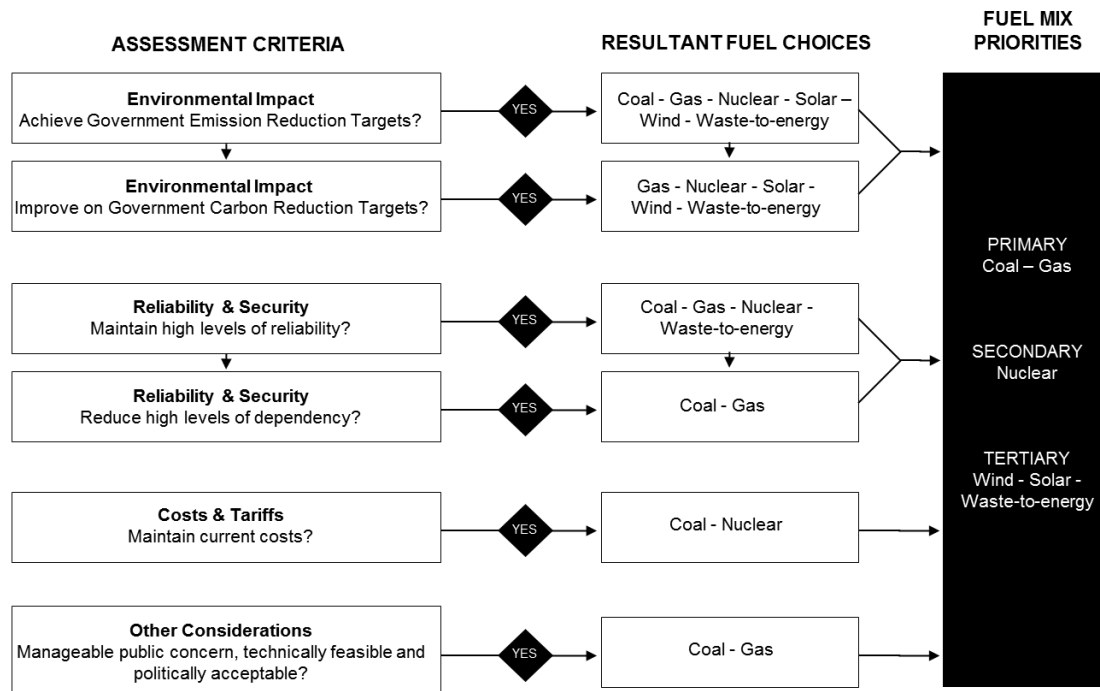 ASSESSMENT CRITERIA
RESULTANT FUEL CHOICES
FUEL MIX
PRIORITIES
Environmental Impact
Achieve Government Emission Reduction Targets?
YES
Coal - Gas - Nuclear - Solar –
Wind - Waste-to-energy
Environmental Impact
Improve on Government Carbon Reduction Targets?
YES
Gas - Nuclear - Solar -
Wind - Waste-to-energy
Reliability & Security
Maintain high levels of reliability?
YES
Coal - Gas - Nuclear -
Waste-to-energy
Reliability & Security
Reduce high levels of dependency?
YES
Coal - Gas
Costs & Tariffs
Maintain current costs?
YES
Coal - Nuclear
Other Considerations
Manageable public concern, technically feasible and
politically acceptable?
YES
Coal - Gas
PRIMARY
Coal – Gas
SECONDARY
Nuclear
TERTIARY
Wind - Solar -
Waste-to-energy